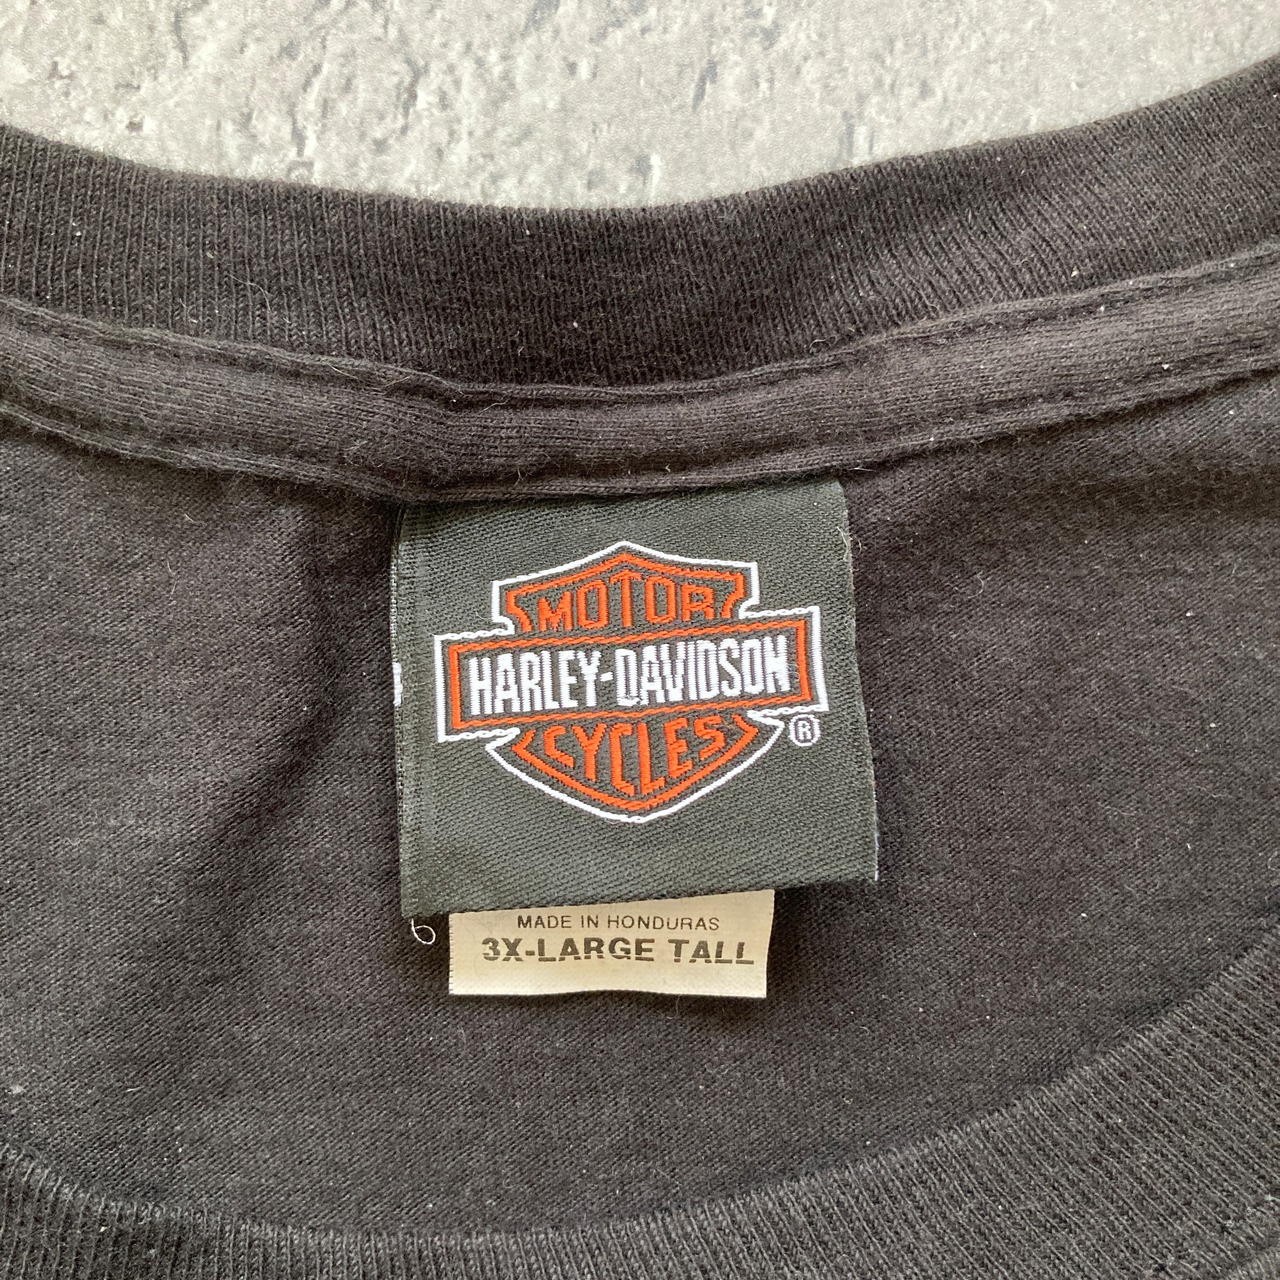 MOTOR
HARLEY-DAVIDSON
CYCLES
®
MADE IN HONDURAS
3X-LARGE TALL